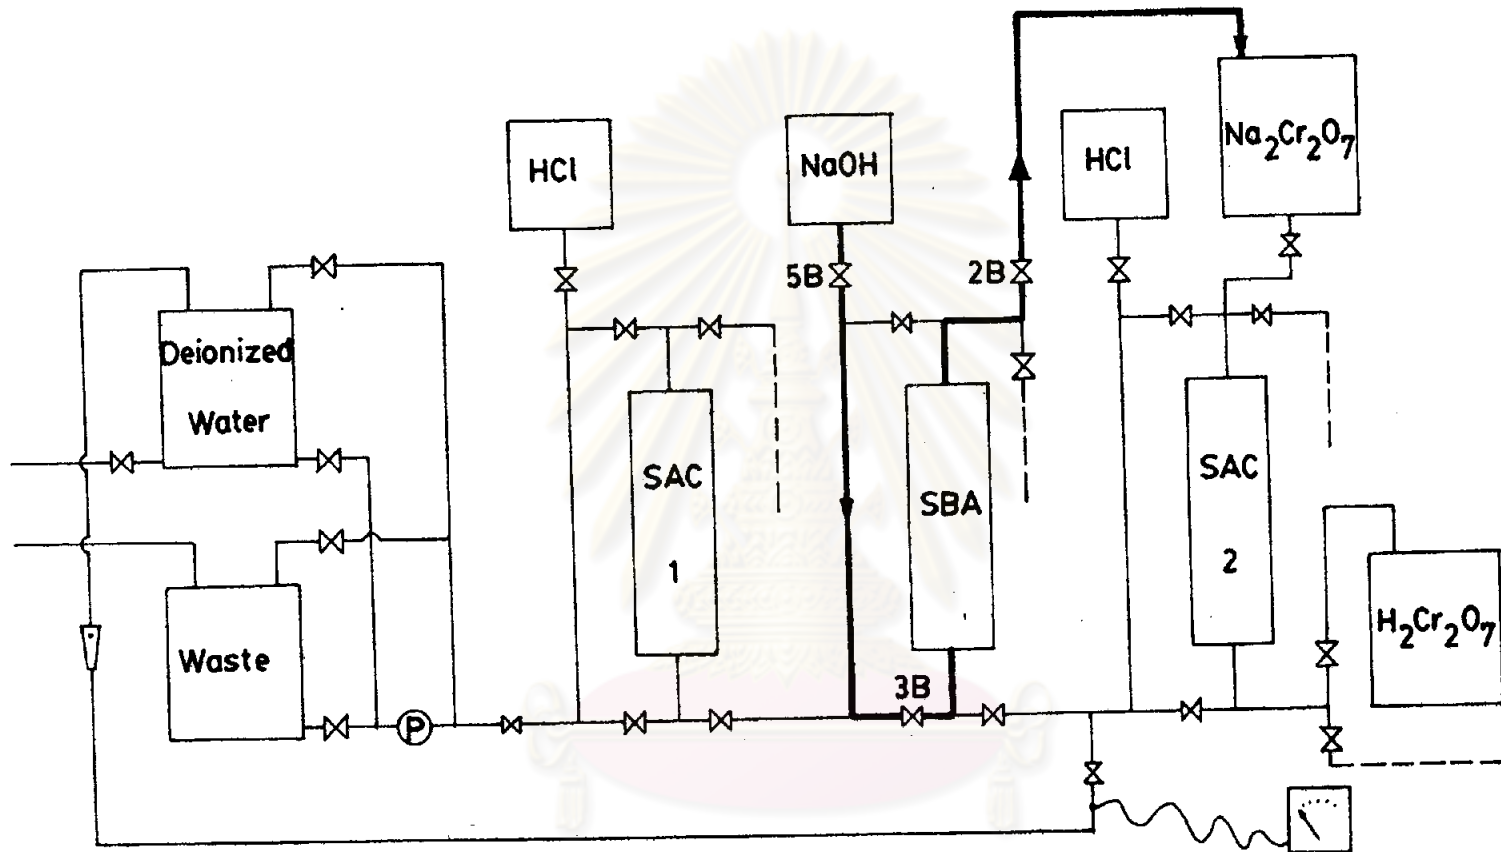 HCl
NaOH
HCl
Na₂Cr₂O₇
5B
2B
Deionized
Water
SAC
1
SBA
SAC
2
H₂Cr₂O₇
Waste
3B
P